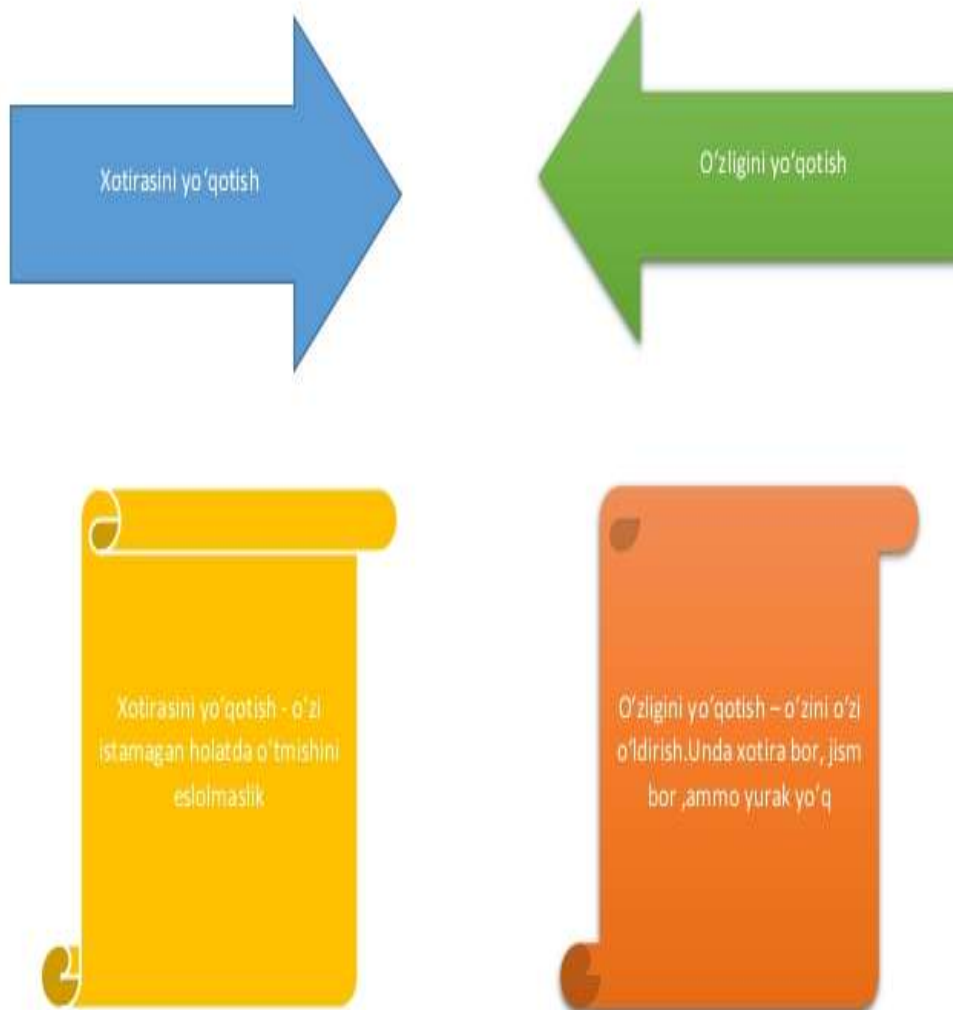 Xotirasini yo‘qotish
O‘zligini yo‘qotish
Xotirasini yo‘qotish - o‘zi
istamagan holatda o‘tmishini
eslolmaslik
O‘zligini yo‘qotish – o‘zini o‘zi
o‘ldirish.Unda xotira bor, jism
bor ,ammo yurak yo‘q